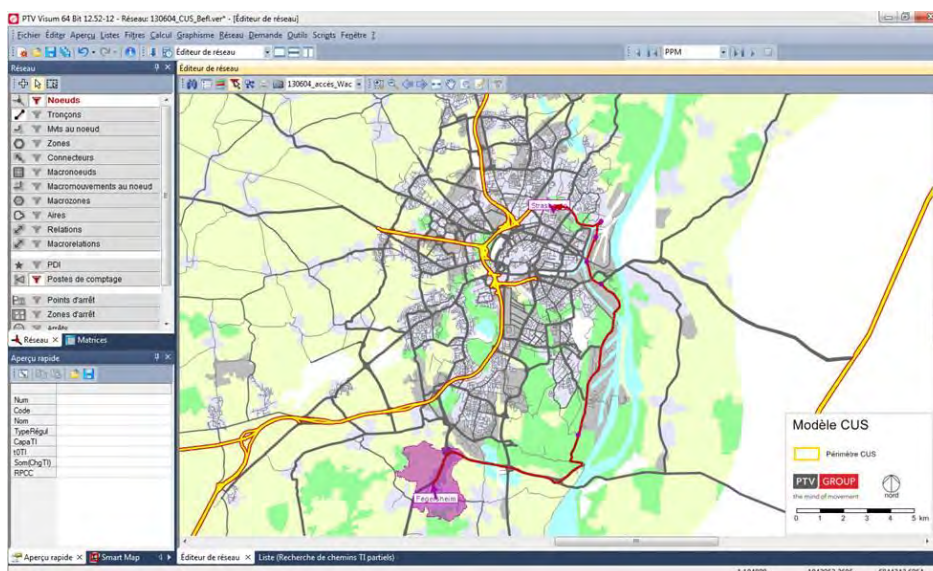 PTV Visum 64 Bit 12.52-12 - Réseau: 130604_CUS_Befl.ver* - [Éditeur de réseau]
Fichier Éditer Aperçu Listes Filtres Calcul Graphisme Réseau Demande Outils Scripts Fenêtre ?
Éditeur de réseau
PPM
Réseau
Éditeur de réseau
130604_accès_Wac
Noeuds
Tronçons
Mvts au noeud
Zones
Connecteurs
Macronoeuds
Macromouvements au noeud
Macrozones
Aires
Relations
Macrorelations
PDI
Postes de comptage
Points d'arrêt
Zones d'arrêt
Arrêts
Réseau
Matrices
Aperçu rapide
Num
Code
Nom
TypeRégul
CapaTI
t0TI
Som(ChgTI)
RPCC
Stras
Fegersheim
Modèle CUS
Périmètre CUS
PTV GROUP
the mind of movement
nord
0 1 2 3 4 5 km
Aperçu rapide
Smart Map
Éditeur de réseau
Liste (Recherche de chemins TI partiels)